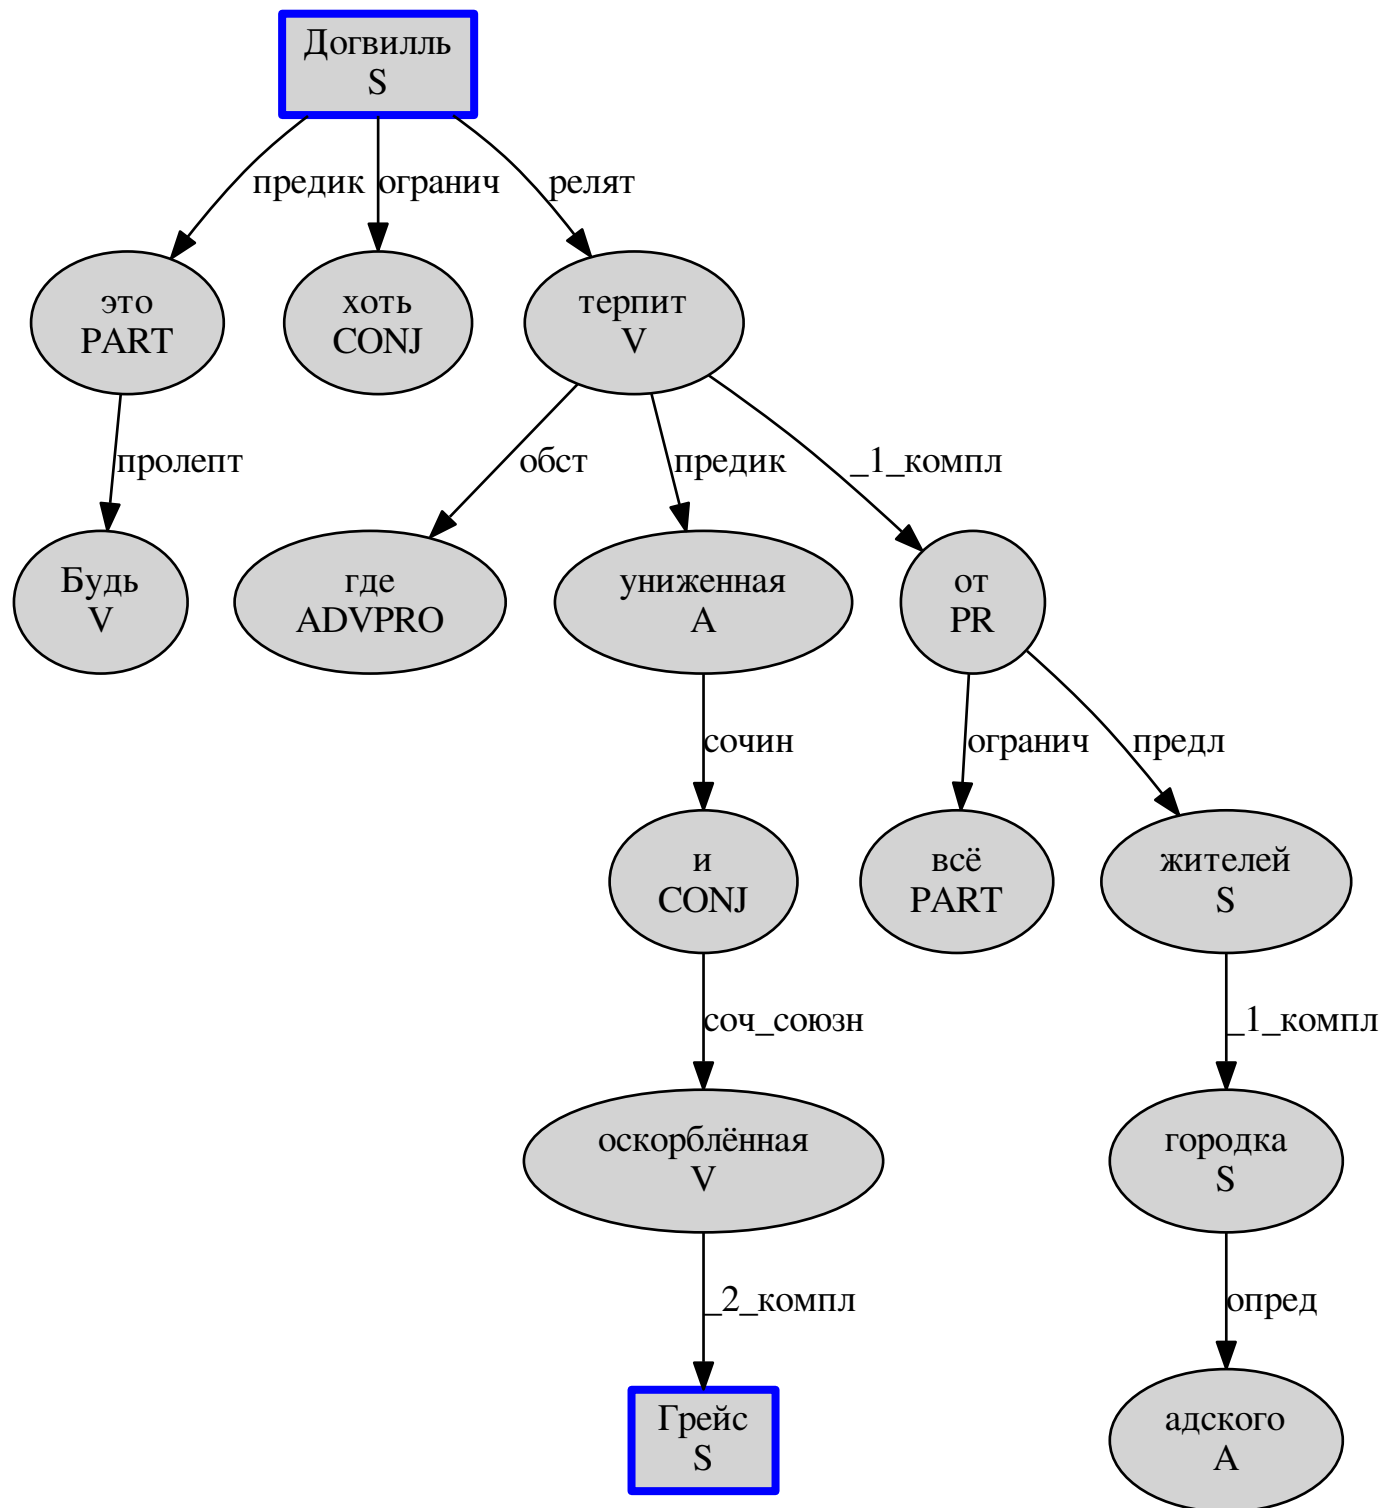 Догвилль
S
предик
огранич
релят
это
PART
хоть
CONJ
терпит
V
пролепт
обст
предик
_1_компл
Будь
V
где
ADVPRO
униженная
A
от
PR
сочин
огранич
предл
и
CONJ
всё
PART
жителей
S
соч_союзн
_1_компл
оскорблённая
V
городка
S
_2_компл
опред
Грейс
S
адского
A